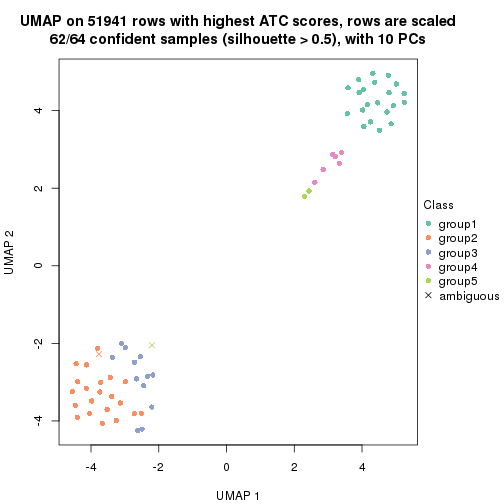 UMAP on 51941 rows with highest ATC scores, rows are scaled
62/64 confident samples (silhouette > 0.5), with 10 PCs
4
2
0
-2
-4
UMAP 2
-4
-2
0
2
4
UMAP 1
Class
group1
group2
group3
group4
group5
ambiguous